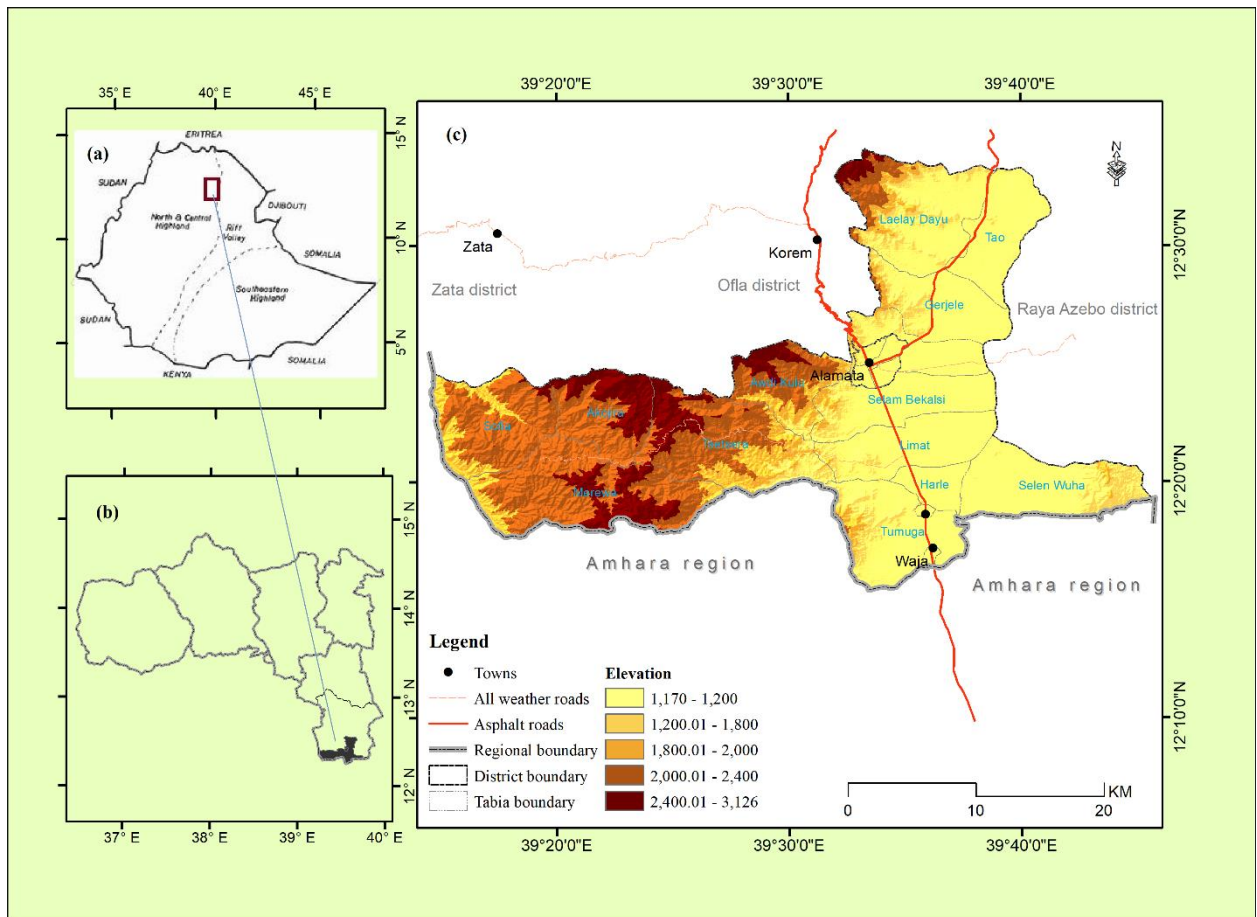 35° E
40° E
45° E
(a)
ERITREA
SUDAN
DJIBOUTI
North & Central
Highland
Rift
Valley
SOMALIA
Southeastern
Highland
SUDAN
KENYA
SOMALIA
15° N
10° N
5° N
(b)
15° N
14° N
13° N
12° N
37° E
38° E
39° E
40° E
39°20'0"E
39°30'0"E
39°40'0"E
(c)
N
Laelay Dayu
Tao
Zata
Korem
12°30'0"N
Zata district
Ofla district
Gerjele
Raya Azebo district
Alamata
Selam Bekalsi
Limat
Harle
Selen Wuha
12°20'0"N
Tumuga
Waja
Amhara region
Amhara region
Legend
Towns
All weather roads
Asphalt roads
Regional boundary
District boundary
Tabia boundary
Elevation
1,170 - 1,200
1,200.01 - 1,800
1,800.01 - 2,000
2,000.01 - 2,400
2,400.01 - 3,126
12°10'0"N
KM
0
10
20
39°20'0"E
39°30'0"E
39°40'0"E